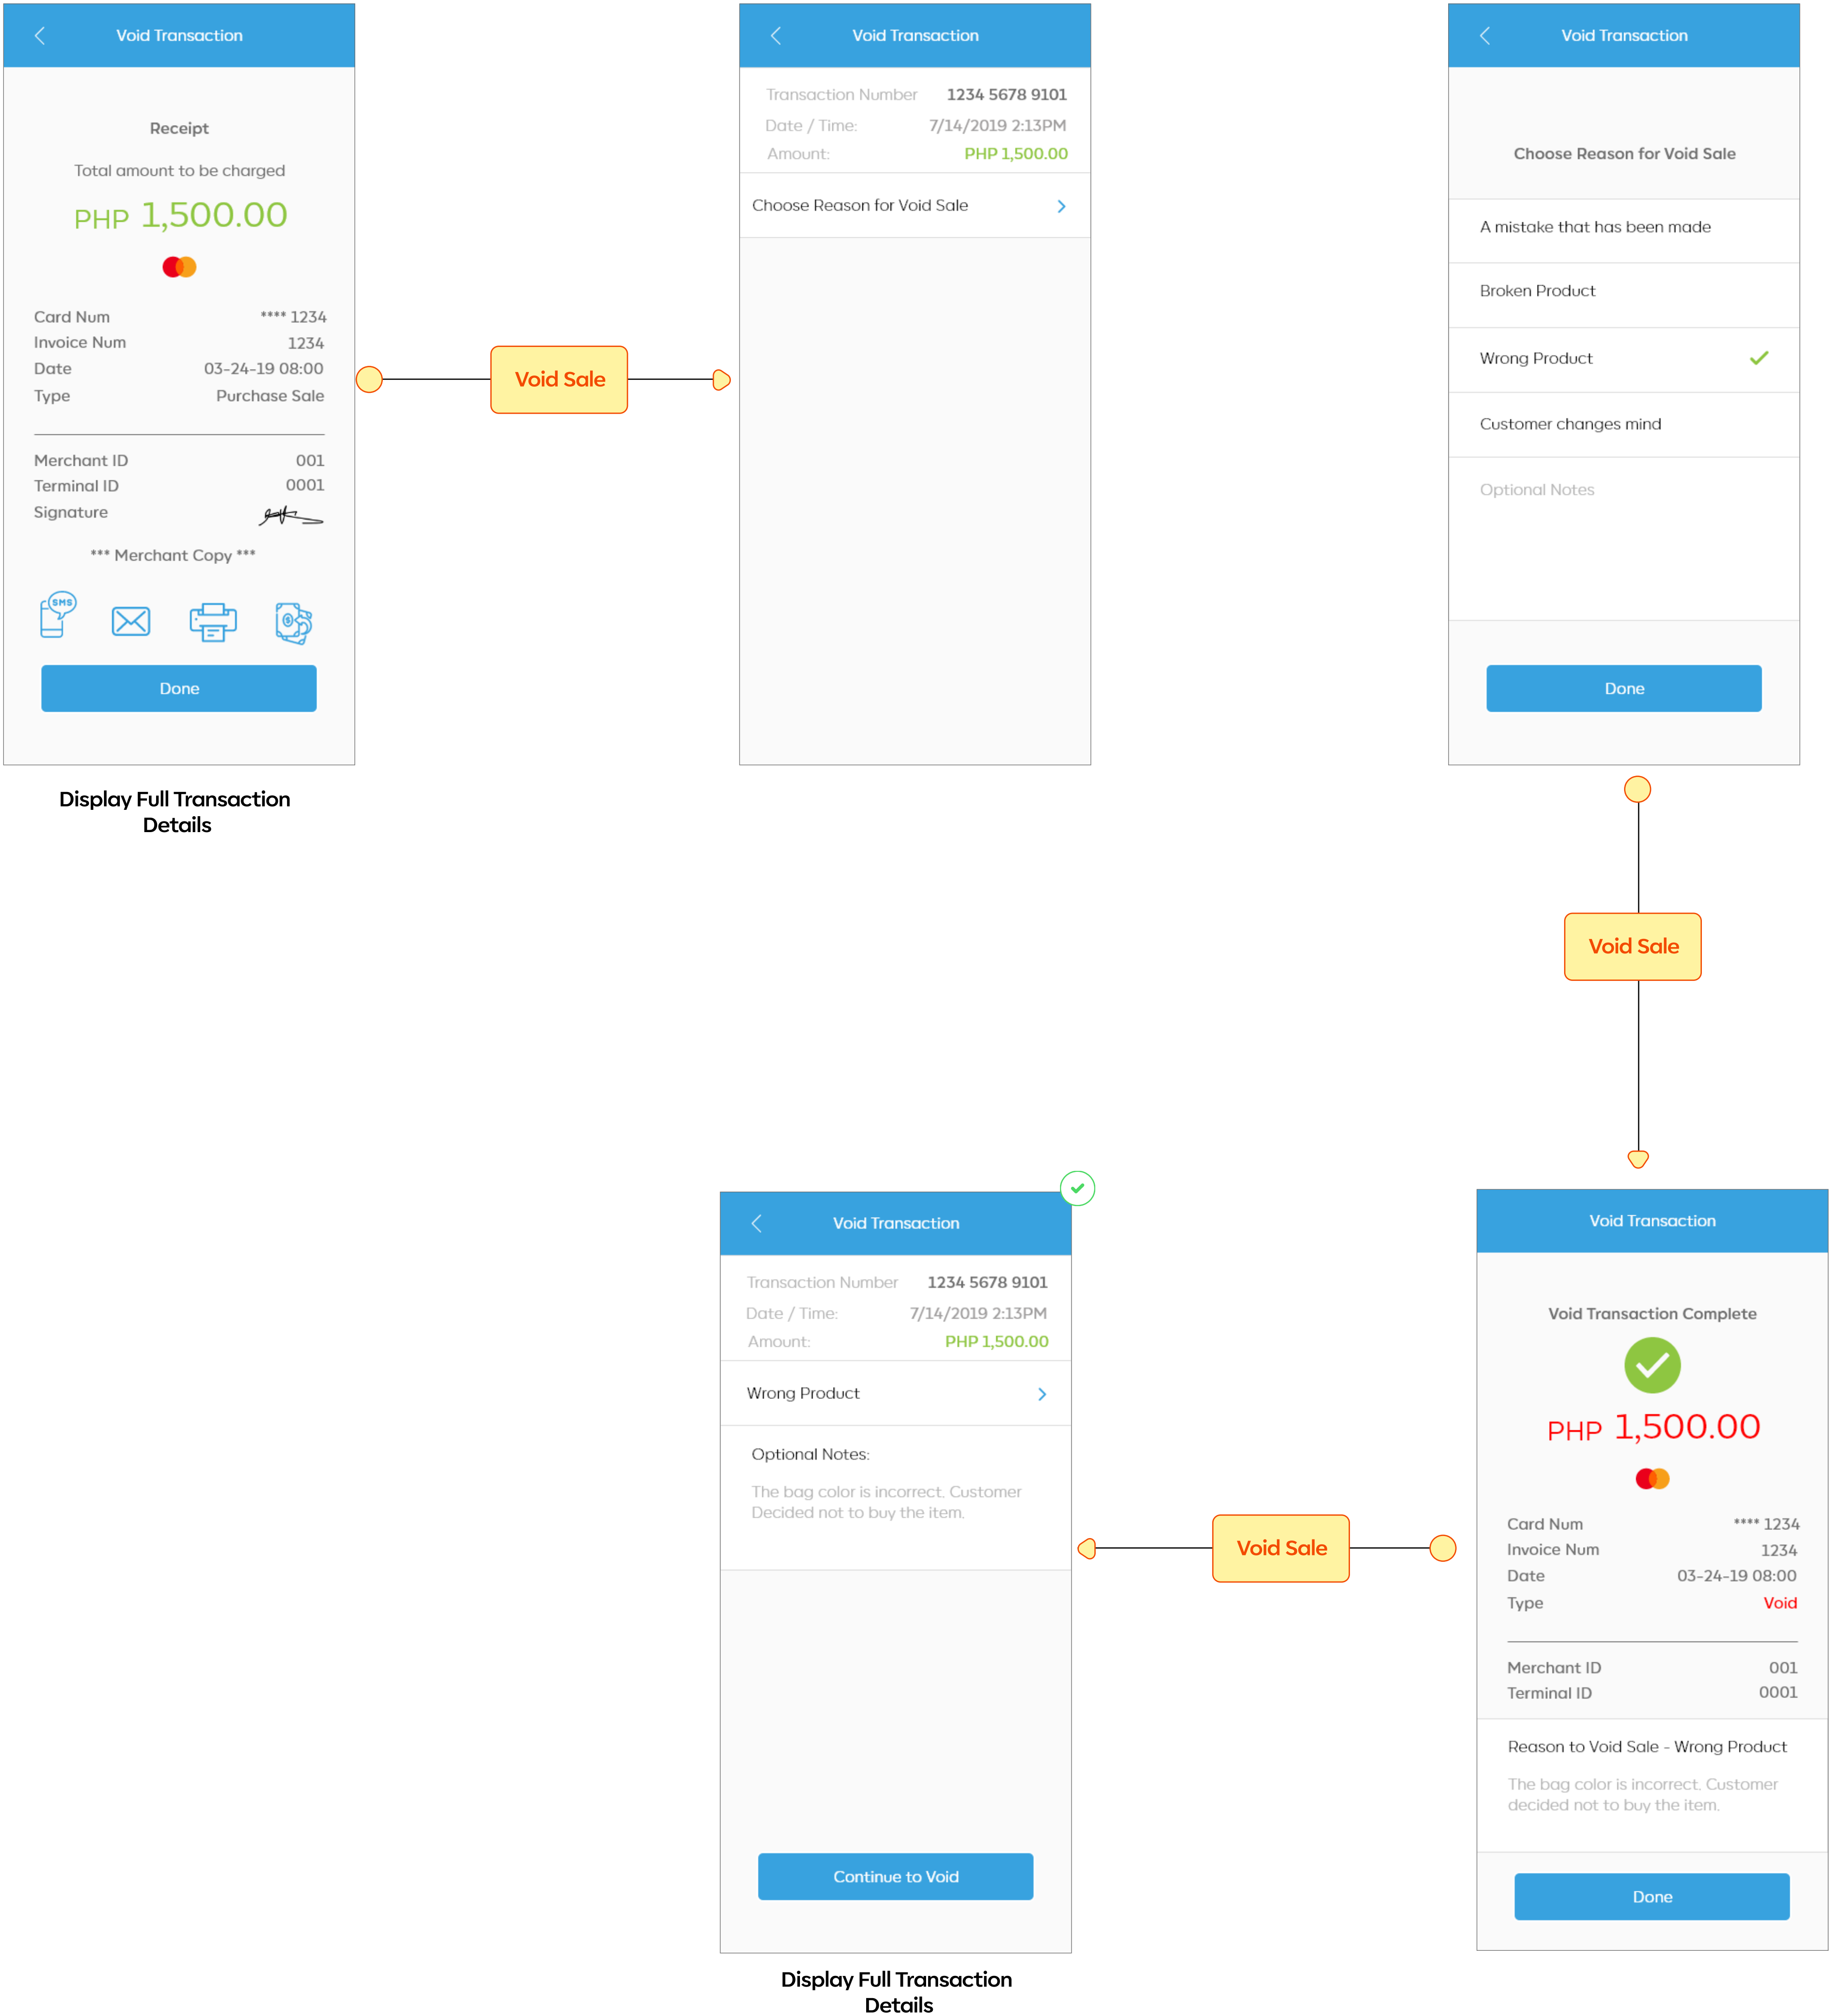 Void Transaction
Receipt
Total amount to be charged
PHP 1,500.00
Card Num **** 1234
Invoice Num 1234
Date 03-24-19 08:00
Type Purchase Sale
Merchant ID 001
Terminal ID 0001
Signature
*** Merchant Copy ***
SMS
$
Done
Display Full Transaction
Details
Void Sale
Void Transaction
Transaction Number 1234 5678 9101
Date / Time: 7/14/2019 2:13PM
Amount: PHP 1,500.00
Choose Reason for Void Sale
Void Transaction
Choose Reason for Void Sale
A mistake that has been made
Broken Product
Wrong Product
Customer changes mind
Optional Notes
Done
Void Sale
Void Transaction
Void Transaction Complete
PHP 1,500.00
Card Num **** 1234
Invoice Num 1234
Date 03-24-19 08:00
Type Void
Merchant ID 001
Terminal ID 0001
Reason to Void Sale - Wrong Product
The bag color is incorrect. Customer
decided not to buy the item.
Done
Void Sale
Void Transaction
Transaction Number 1234 5678 9101
Date / Time: 7/14/2019 2:13PM
Amount: PHP 1,500.00
Wrong Product
Optional Notes:
The bag color is incorrect. Customer
Decided not to buy the item.
Continue to Void
Display Full Transaction
Details